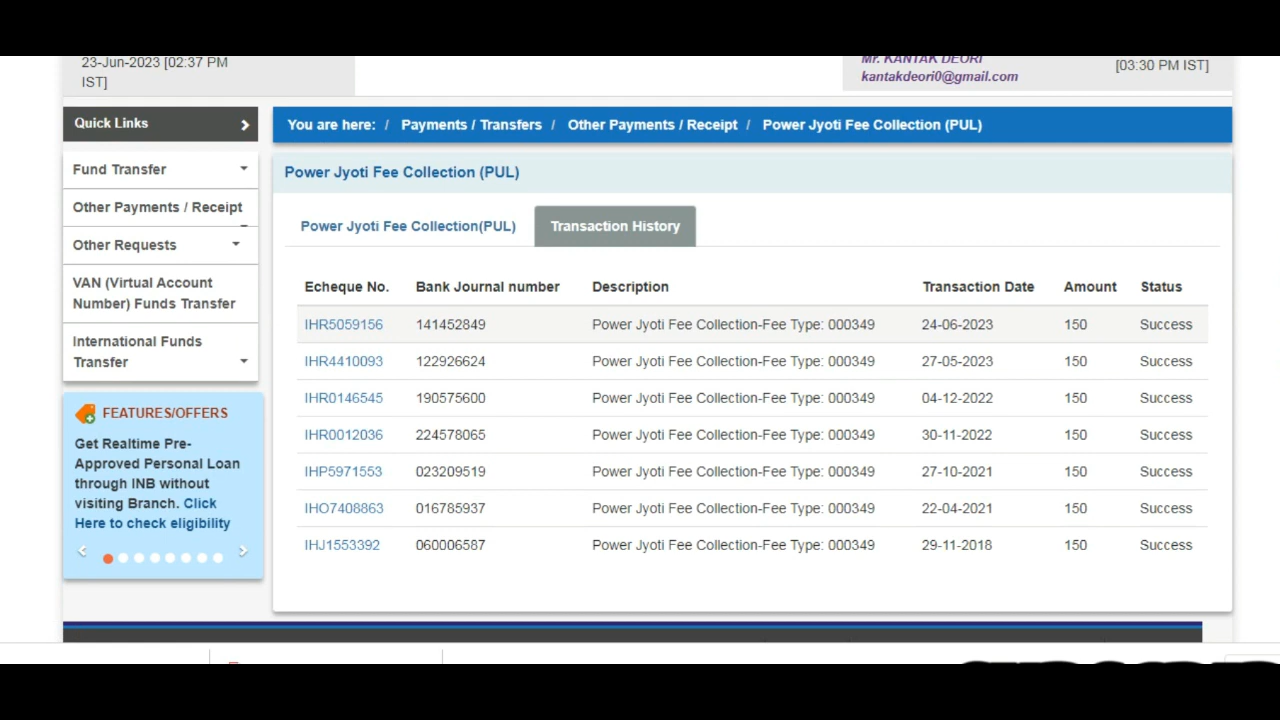 23-Jun-2023 [02:37 PM
IST]
Mr. KANTAK DEORI
kantakdeori0@gmail.com
[03:30 PM IST]
Quick Links
You are here: / Payments / Transfers / Other Payments / Receipt / Power Jyoti Fee Collection (PUL)
Fund Transfer
Other Payments / Receipt
Other Requests
VAN (Virtual Account
Number) Funds Transfer
International Funds
Transfer
FEATURES/OFFERS
Get Realtime Pre-
Approved Personal Loan
through INB without
visiting Branch. Click
Here to check eligibility
Power Jyoti Fee Collection (PUL)
Power Jyoti Fee Collection(PUL) Transaction History
Echeque No. Bank Journal number Description Transaction Date Amount Status
IHR5059156 141452849 Power Jyoti Fee Collection-Fee Type: 000349 24-06-2023 150 Success
IHR4410093 122926624 Power Jyoti Fee Collection-Fee Type: 000349 27-05-2023 150 Success
IHR0146545 190575600 Power Jyoti Fee Collection-Fee Type: 000349 04-12-2022 150 Success
IHR0012036 224578065 Power Jyoti Fee Collection-Fee Type: 000349 30-11-2022 150 Success
IHP5971553 023209519 Power Jyoti Fee Collection-Fee Type: 000349 27-10-2021 150 Success
IHO7408863 016785937 Power Jyoti Fee Collection-Fee Type: 000349 22-04-2021 150 Success
IHJ1553392 060006587 Power Jyoti Fee Collection-Fee Type: 000349 29-11-2018 150 Success